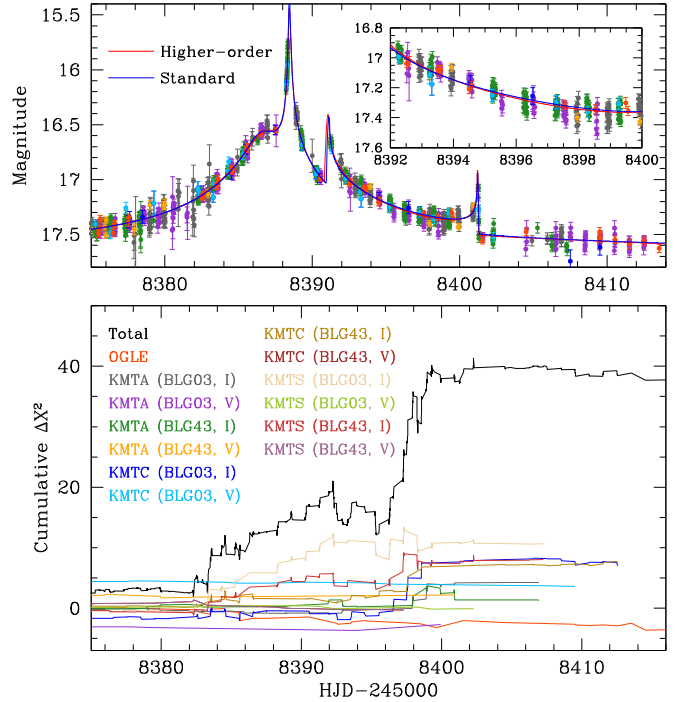 15.5
16
16.5
17
17.5
Magnitude
Higher-order
Standard
16.8
17
17.2
17.4
17.6
8392 8394 8396 8398 8400
8380 8390 8400 8410
Total
OGLE
KMTA (BLG03, I)
KMTA (BLG03, V)
KMTA (BLG43, I)
KMTA (BLG43, V)
KMTC (BLG03, I)
KMTC (BLG03, V)
KMTC (BLG43, I)
KMTC (BLG43, V)
KMTS (BLG03, I)
KMTS (BLG03, V)
KMTS (BLG43, I)
KMTS (BLG43, V)
40
20
0
Cumulative ΔX²
8380 8390 8400 8410
HJD-245000